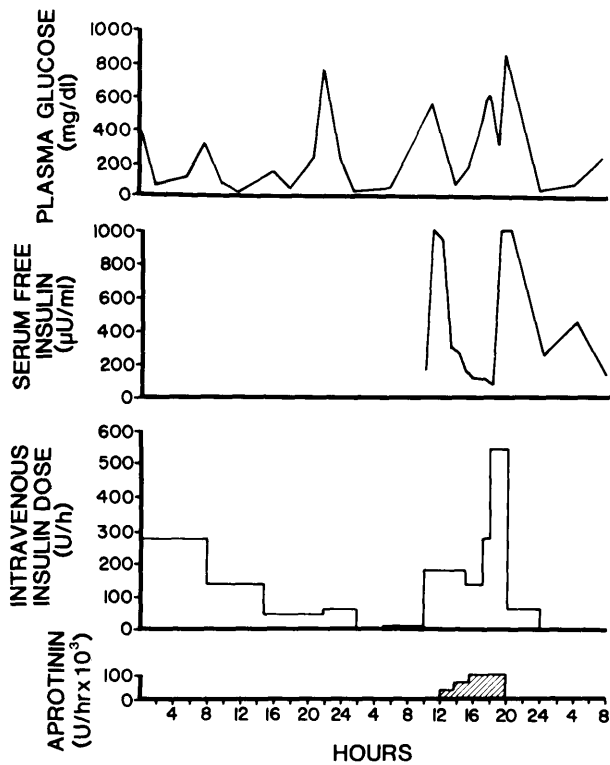 PLASMA GLUCOSE
(mg/dl)
1000
800
600
400
200
0
SERUM FREE
INSULIN
(µU/ml)
1000
800
600
400
200
0
INTRAVENOUS
INSULIN DOSE
(U/h)
600
500
400
300
200
100
0
APROTININ
(U/hr x 10³)
100
0
4 8 12 16 20 24 4 8 12 16 20 24 4 8
HOURS